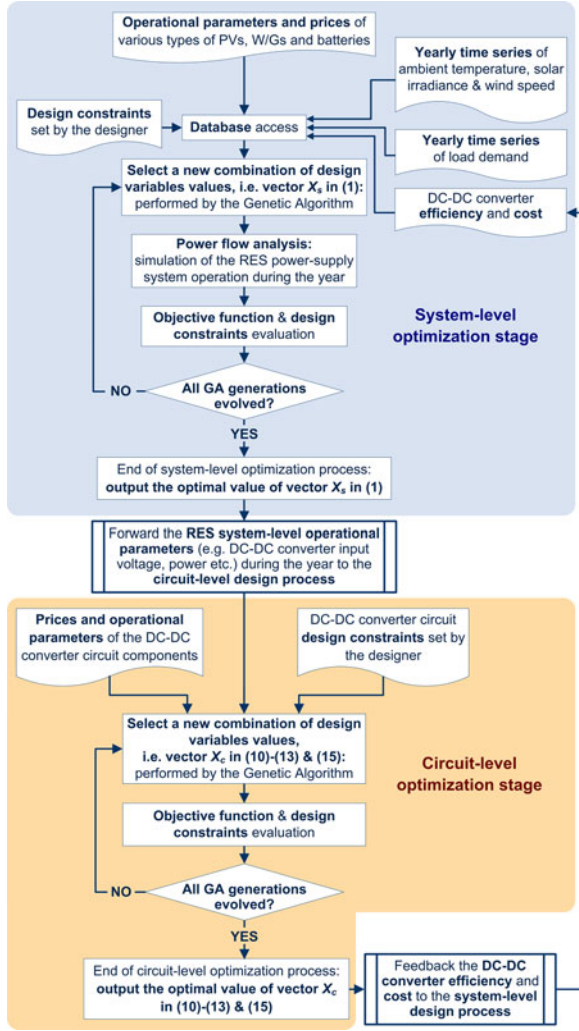 Operational parameters and prices of
various types of PVs, W/Gs and batteries
Yearly time series of
ambient temperature, solar
irradiance & wind speed
Design constraints
set by the designer
Database access
Yearly time series
of load demand
Select a new combination of design
variables values, i.e. vector Xs in (1):
performed by the Genetic Algorithm
DC-DC converter
efficiency and cost
Power flow analysis:
simulation of the RES power-supply
system operation during the year
Objective function & design
constraints evaluation
System-level
optimization stage
NO
All GA generations
evolved?
YES
End of system-level optimization process:
output the optimal value of vector Xs in (1)
Forward the RES system-level operational
parameters (e.g. DC-DC converter input
voltage, power etc.) during the year to the
circuit-level design process
Prices and operational
parameters of the DC-DC
converter circuit components
DC-DC converter circuit
design constraints set by
the designer
Select a new combination of design
variables values,
i.e. vector Xc in (10)-(13) & (15):
performed by the Genetic Algorithm
Circuit-level
optimization stage
Objective function & design
constraints evaluation
NO
All GA generations
evolved?
YES
End of circuit-level optimization process:
output the optimal value of vector Xc
in (10)-(13) & (15)
Feedback the DC-DC
converter efficiency and
cost to the system-level
design process